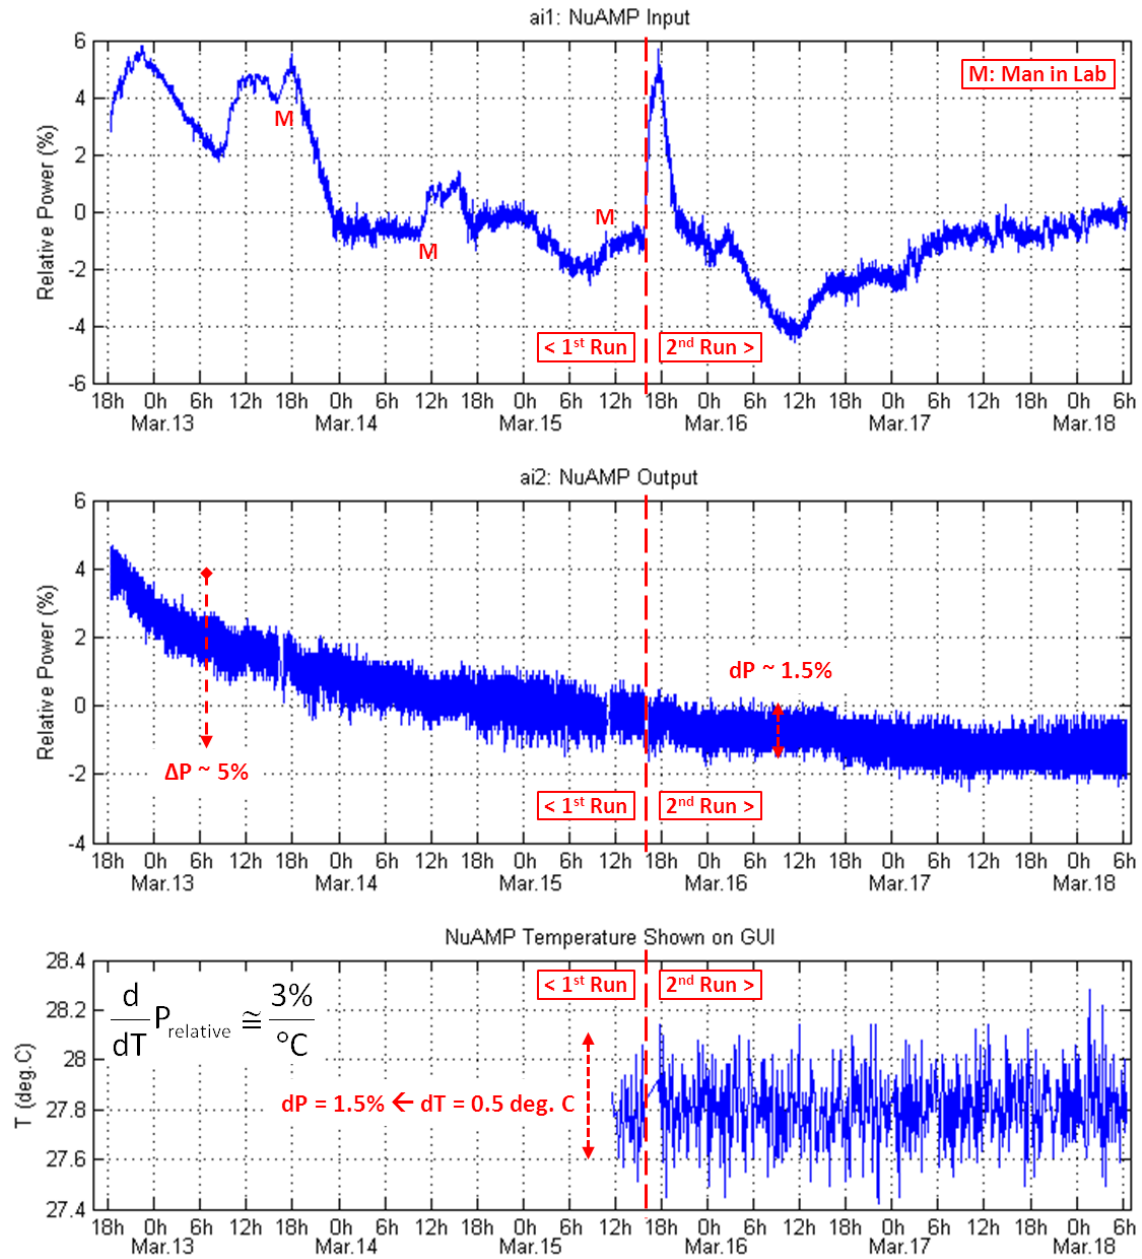 ai1: NuAMP Input
Relative Power (%)
6
4
2
0
-2
-4
-6
M: Man in Lab
M
M
M
< 1st Run
2nd Run >
18h 0h 6h 12h 18h 0h 6h 12h 18h 0h 6h 12h 18h 0h 6h 12h 18h 0h 6h 12h 18h 0h 6h
Mar.13 Mar.14 Mar.15 Mar.16 Mar.17 Mar.18
ai2: NuAMP Output
Relative Power (%)
6
4
2
0
-2
-4
dP ~ 1.5%
ΔP ~ 5%
< 1st Run
2nd Run >
18h 0h 6h 12h 18h 0h 6h 12h 18h 0h 6h 12h 18h 0h 6h 12h 18h 0h 6h 12h 18h 0h 6h
Mar.13 Mar.14 Mar.15 Mar.16 Mar.17 Mar.18
NuAMP Temperature Shown on GUI
T (deg.C)
28.4
28.2
28
27.8
27.6
27.4
< 1st Run
2nd Run >
d/dT Prelative ≅ 3%/°C
dP = 1.5% ← dT = 0.5 deg. C
18h 0h 6h 12h 18h 0h 6h 12h 18h 0h 6h 12h 18h 0h 6h 12h 18h 0h 6h 12h 18h 0h 6h
Mar.13 Mar.14 Mar.15 Mar.16 Mar.17 Mar.18